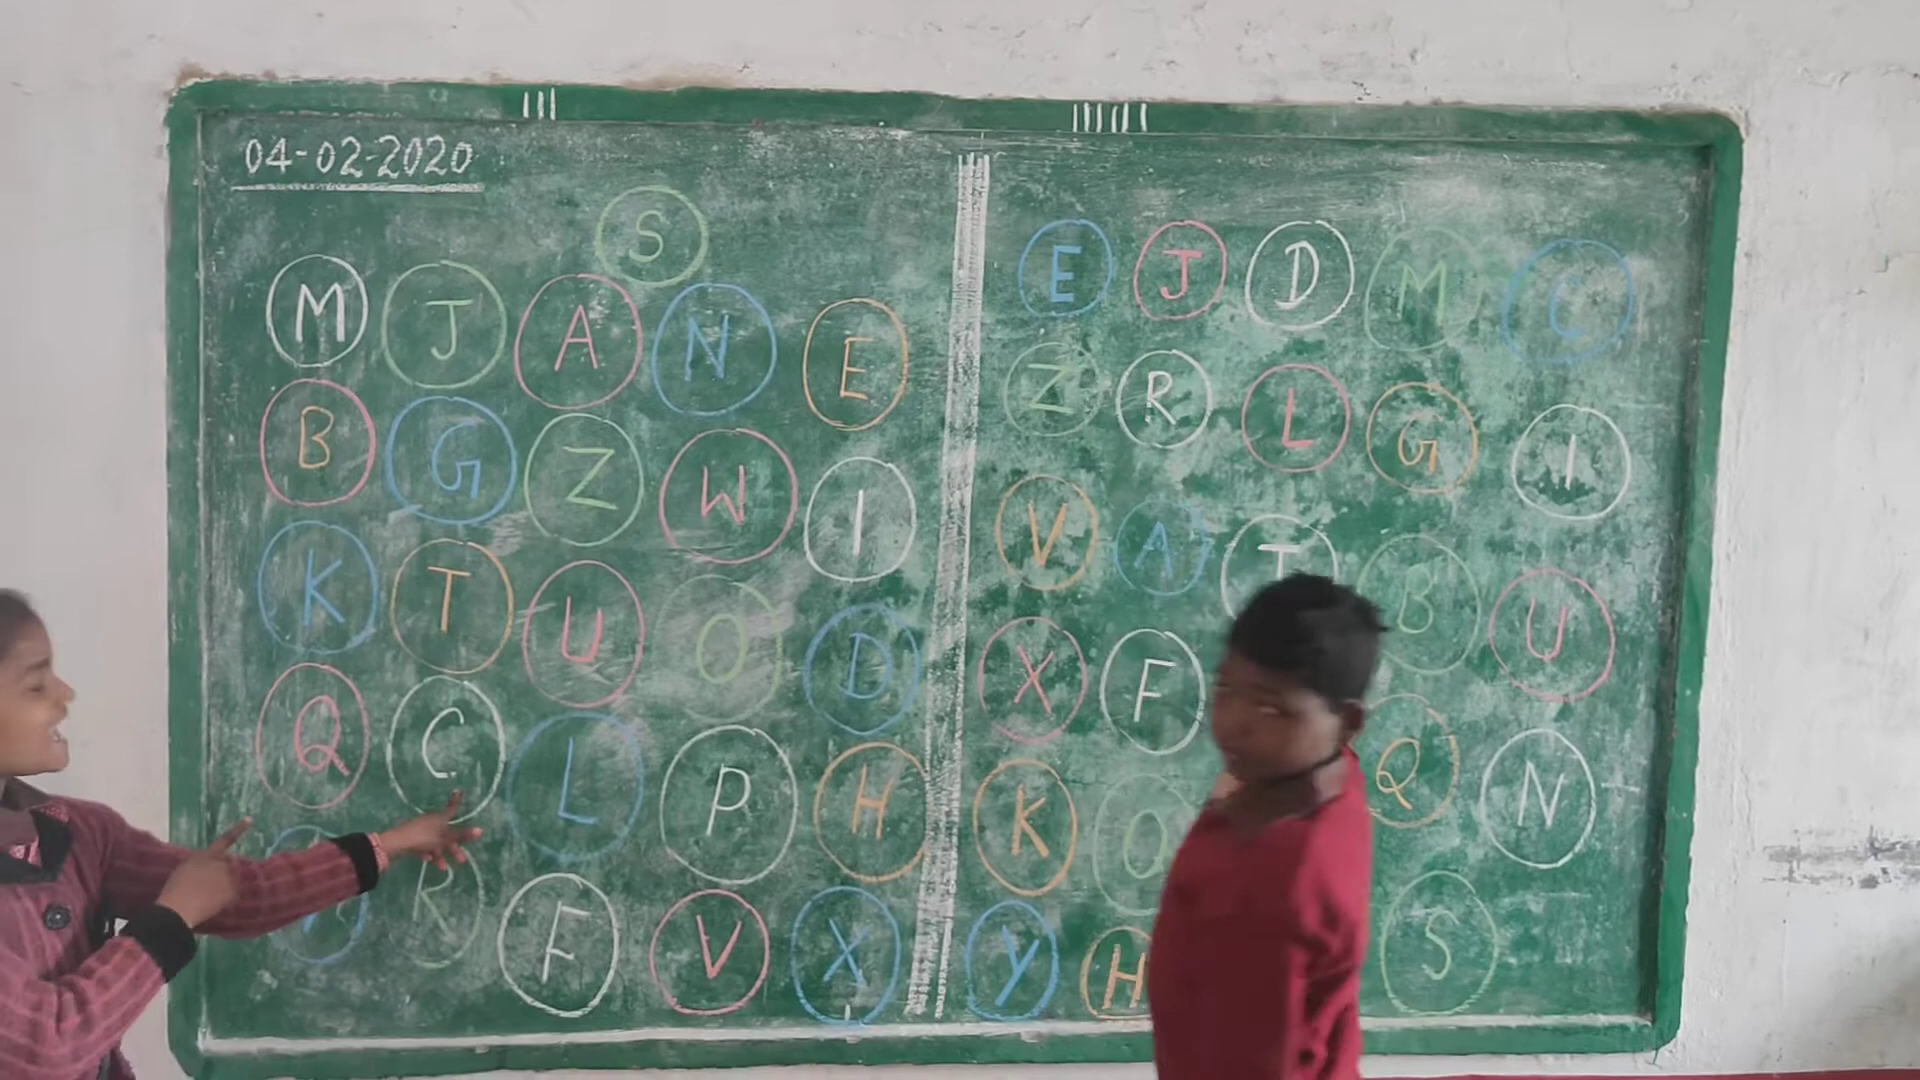 04-02-2020
S
M J A N E
B G Z W I
K T U O D
Q C L P H
R F V X
E J D M C
Z R L G I
V A T B U
X F Q N
K O
Y H S